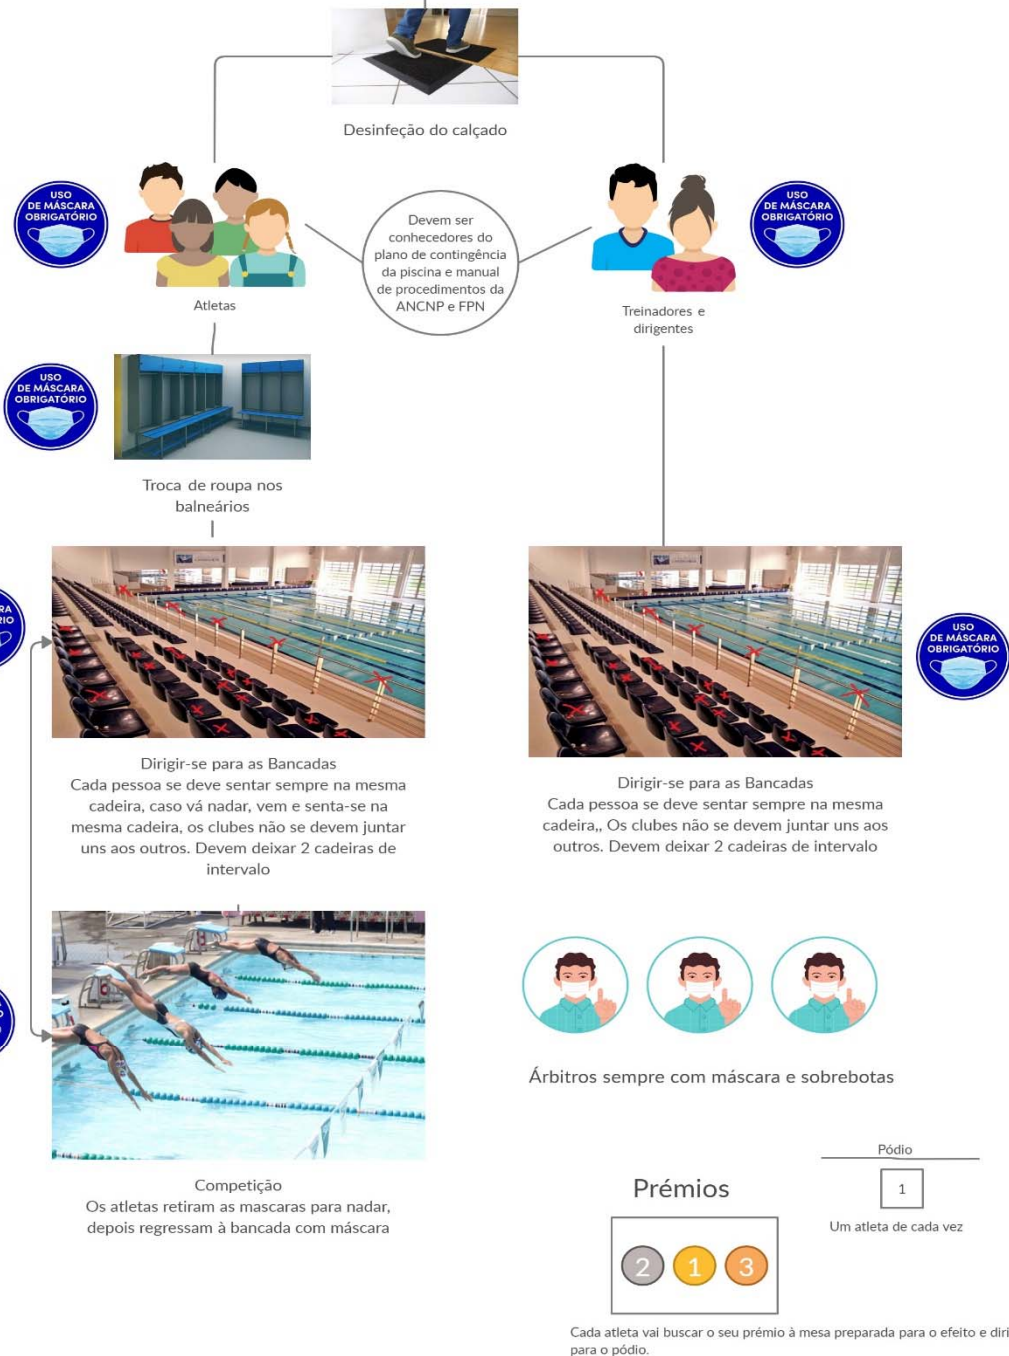 Desinfeção do calçado
USO
DE MÁSCARA
OBRIGATÓRIO
Devem ser
conhecedores do
plano de contingência
da piscina e manual
de procedimentos da
ANCNP e FPN
USO
DE MÁSCARA
OBRIGATÓRIO
Atletas
Treinadores e
dirigentes
USO
DE MÁSCARA
OBRIGATÓRIO
Troca de roupa nos
balneários
USO
DE MÁSCARA
OBRIGATÓRIO
Dirigir-se para as Bancadas
Cada pessoa se deve sentar sempre na mesma
cadeira, caso vá nadar, vem e senta-se na
mesma cadeira, os clubes não se devem juntar
uns aos outros. Devem deixar 2 cadeiras de
intervalo
Dirigir-se para as Bancadas
Cada pessoa se deve sentar sempre na mesma
cadeira,, Os clubes não se devem juntar uns aos
outros. Devem deixar 2 cadeiras de intervalo
Árbitros sempre com máscara e sobrebotas
Competição
Os atletas retiram as mascaras para nadar,
depois regressam à bancada com máscara
Pódio
1
Um atleta de cada vez
Prémios
2 1 3
Cada atleta vai buscar o seu prémio à mesa preparada para o efeito e diri
para o pódio.